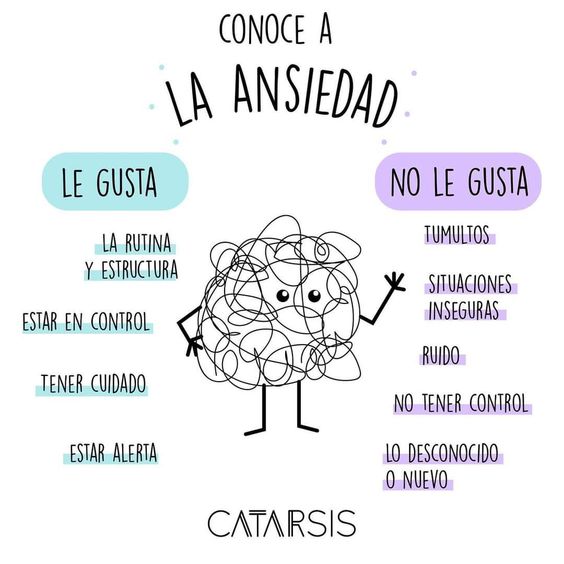 CONOCE A
LA ANSIEDAD
LE GUSTA
LA RUTINA
Y ESTRUCTURA
ESTAR EN CONTROL
TENER CUIDADO
ESTAR ALERTA
NO LE GUSTA
TUMULTOS
SITUACIONES
INSEGURAS
RUIDO
NO TENER CONTROL
LO DESCONOCIDO
O NUEVO
CATARSIS